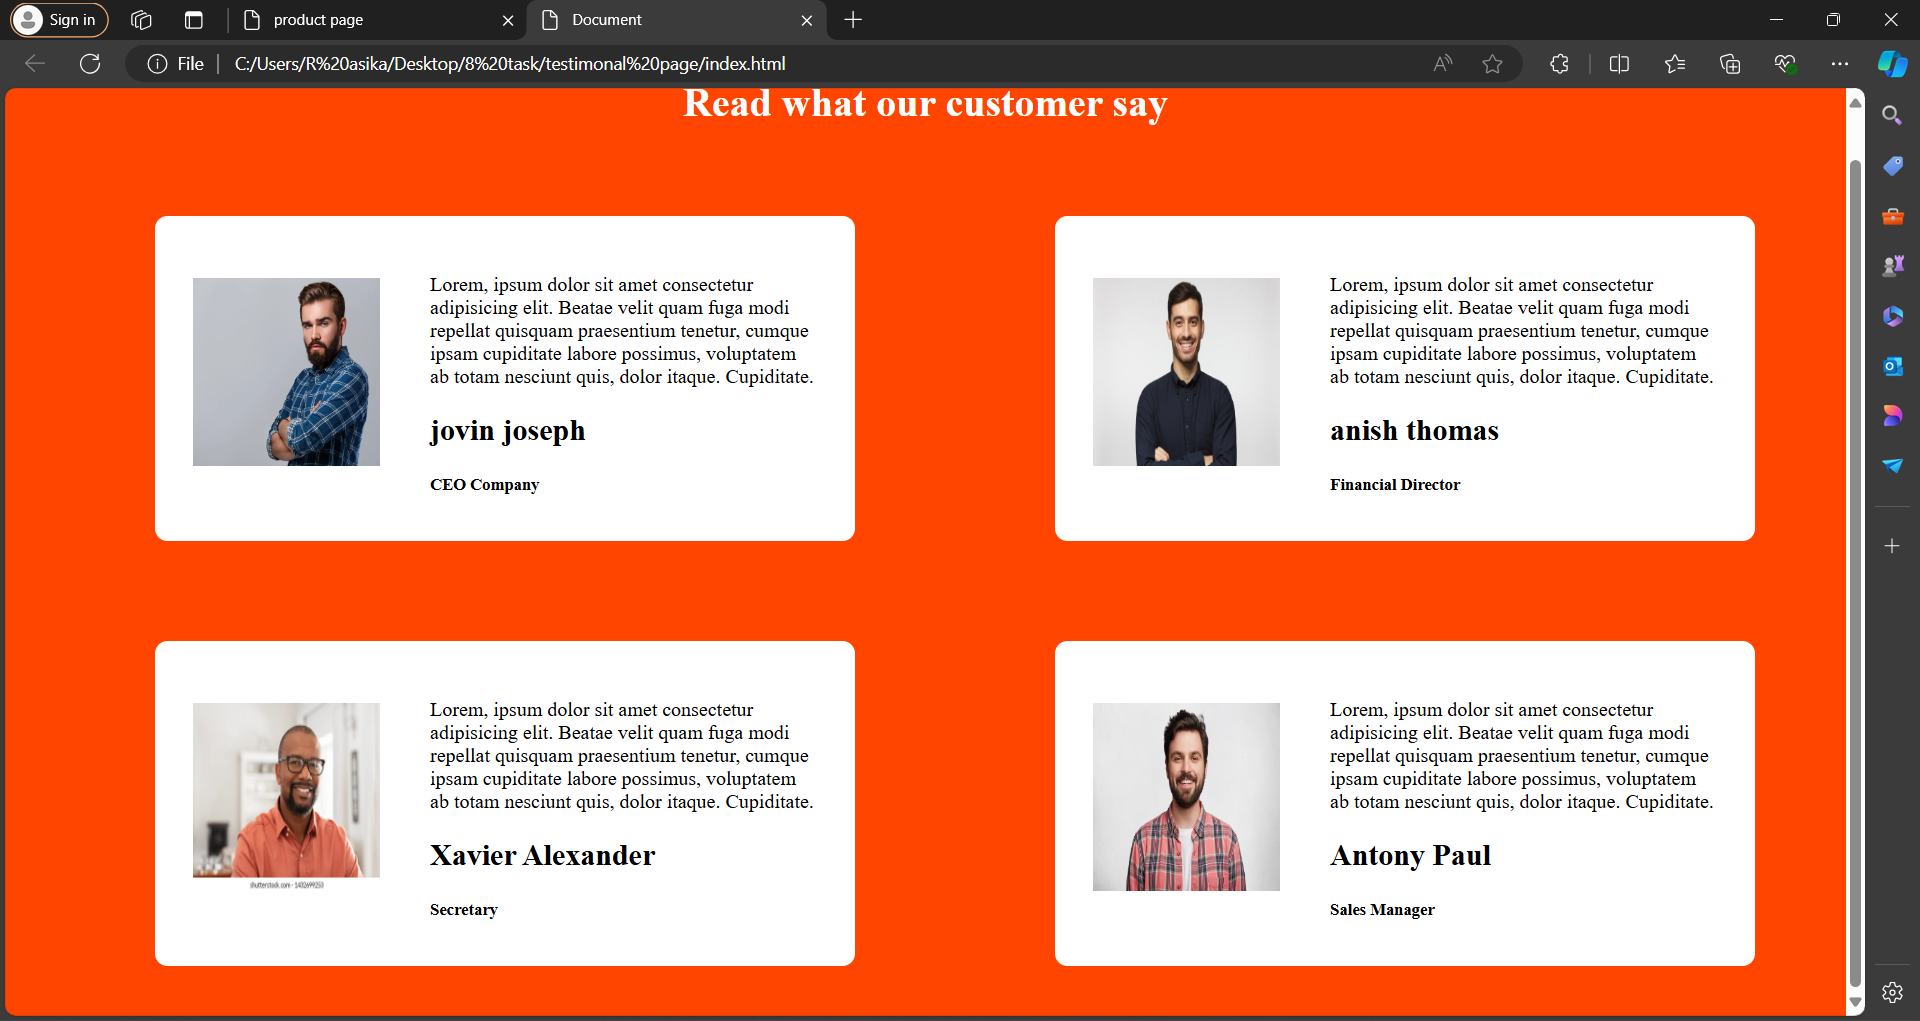 Sign in
product page
Document
File
C:/Users/R%20asika/Desktop/8%20task/testimonal%20page/index.html
Read what our customer say
Lorem, ipsum dolor sit amet consectetur
adipisicing elit. Beatae velit quam fuga modi
repellat quisquam praesentium tenetur, cumque
ipsam cupiditate labore possimus, voluptatem
ab totam nesciunt quis, dolor itaque. Cupiditate.
jovin joseph
CEO Company
Lorem, ipsum dolor sit amet consectetur
adipisicing elit. Beatae velit quam fuga modi
repellat quisquam praesentium tenetur, cumque
ipsam cupiditate labore possimus, voluptatem
ab totam nesciunt quis, dolor itaque. Cupiditate.
anish thomas
Financial Director
Lorem, ipsum dolor sit amet consectetur
adipisicing elit. Beatae velit quam fuga modi
repellat quisquam praesentium tenetur, cumque
ipsam cupiditate labore possimus, voluptatem
ab totam nesciunt quis, dolor itaque. Cupiditate.
Xavier Alexander
shutterstock.com · 1432699253
Secretary
Lorem, ipsum dolor sit amet consectetur
adipisicing elit. Beatae velit quam fuga modi
repellat quisquam praesentium tenetur, cumque
ipsam cupiditate labore possimus, voluptatem
ab totam nesciunt quis, dolor itaque. Cupiditate.
Antony Paul
Sales Manager